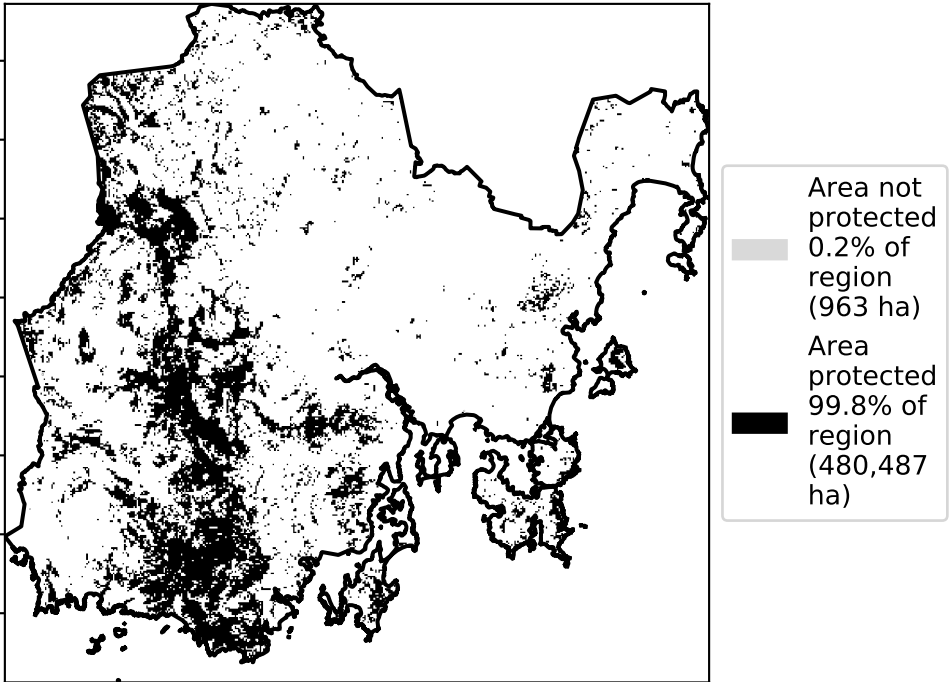 Area not
protected
0.2% of
region
(963 ha)
Area
protected
99.8% of
region
(480,487
ha)